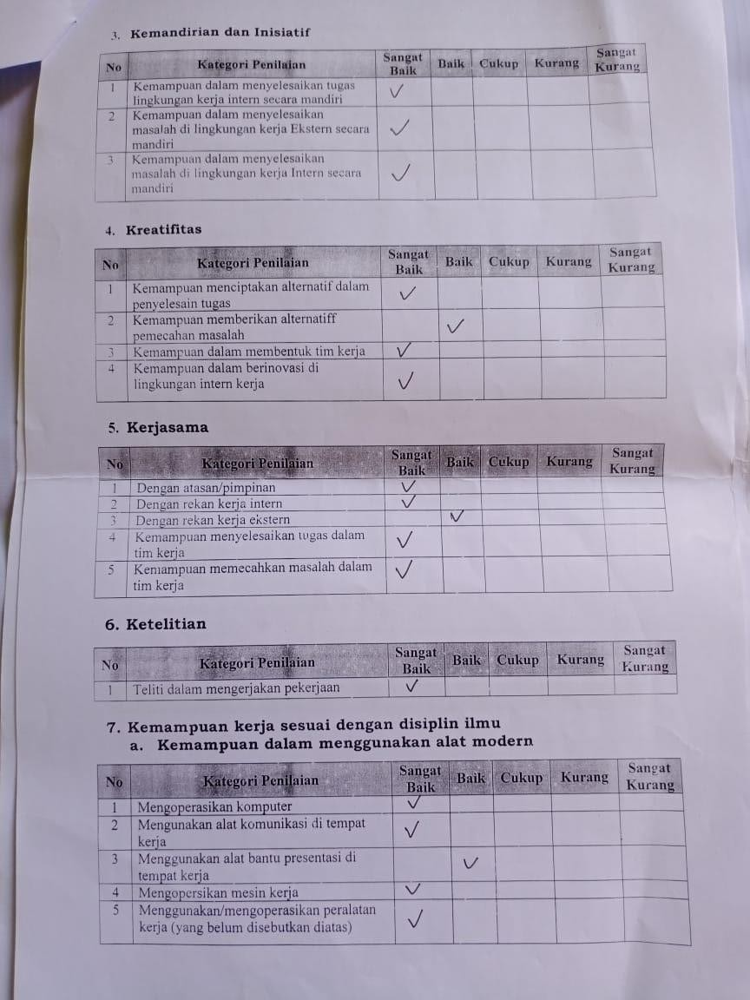 3. Kemandirian dan Inisiatif
No Kategori Penilaian Sangat Baik Baik Cukup Kurang Sangat Kurang
1 Kemampuan dalam menyelesaikan tugas
lingkungan kerja intern secara mandiri ✓
2 Kemampuan dalam menyelesaikan
masalah di lingkungan kerja Ekstern secara ✓
mandiri
3 Kemampuan dalam menyelesaikan
masalah di lingkungan kerja Intern secara ✓
mandiri
4. Kreatifitas
No Kategori Penilaian Sangat Baik Baik Cukup Kurang Sangat Kurang
1 Kemampuan menciptakan alternatif dalam ✓
penyelesain tugas
2 Kemampuan memberikan alternatiff ✓
pemecahan masalah
3 Kemampuan dalam membentuk tim kerja ✓
4 Kemampuan dalam berinovasi di
lingkungan intern kerja ✓
5. Kerjasama
No Kategori Penilaian Sangat Baik Baik Cukup Kurang Sangat Kurang
1 Dengan atasan/pimpinan ✓
2 Dengan rekan kerja intern ✓
3 Dengan rekan kerja ekstern ✓
4 Kemampuan menyelesaikan tugas dalam ✓
tim kerja
5 Kemampuan memecahkan masalah dalam ✓
tim kerja
6. Ketelitian
No Kategori Penilaian Sangat Baik Baik Cukup Kurang Sangat Kurang
1 Teliti dalam mengerjakan pekerjaan ✓
7. Kemampuan kerja sesuai dengan disiplin ilmu
a. Kemampuan dalam menggunakan alat modern
No Kategori Penilaian Sangat Baik Baik Cukup Kurang Sangat Kurang
1 Mengoperasikan komputer ✓
2 Mengunakan alat komunikasi di tempat ✓
kerja
3 Menggunakan alat bantu presentasi di ✓
tempat kerja
4 Mengopersikan mesin kerja ✓
5 Menggunakan/mengoperasikan peralatan ✓
kerja (yang belum disebutkan diatas)